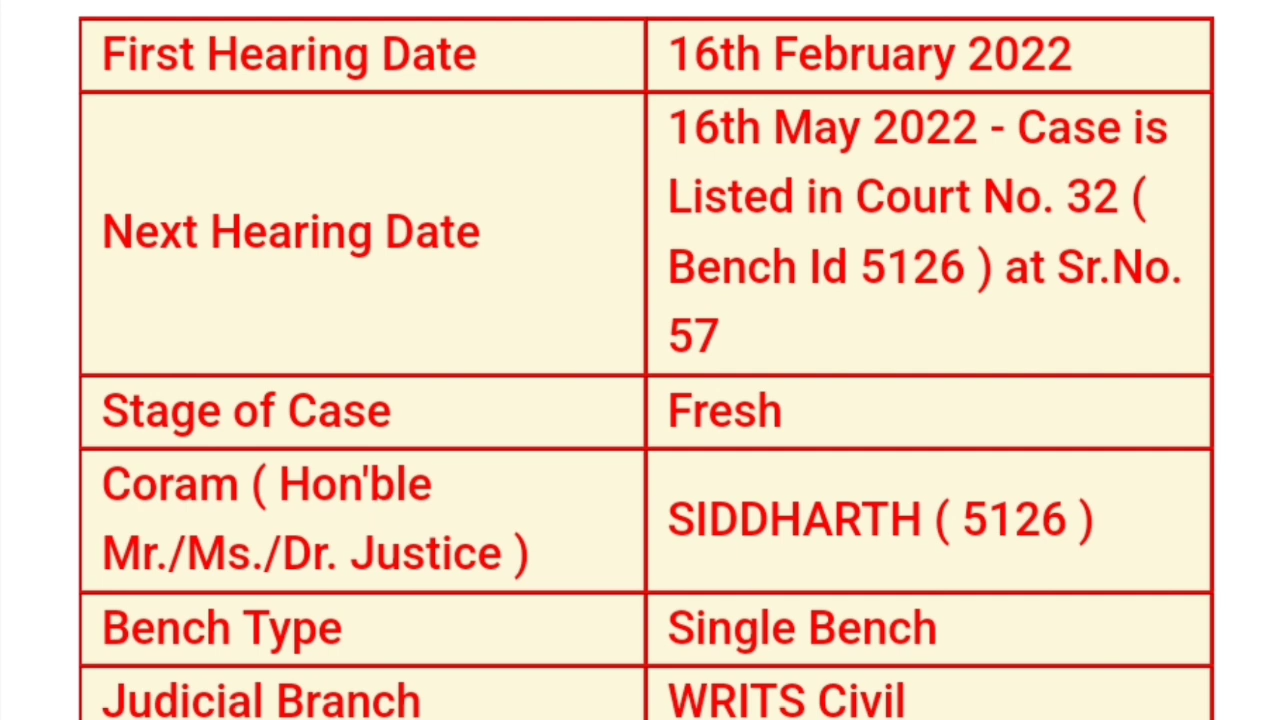 First Hearing Date
16th February 2022
Next Hearing Date
16th May 2022 - Case is
Listed in Court No. 32 (
Bench Id 5126 ) at Sr.No.
57
Stage of Case
Fresh
Coram ( Hon'ble
Mr./Ms./Dr. Justice )
SIDDHARTH ( 5126 )
Bench Type
Single Bench
Judicial Branch
WRITS Civil